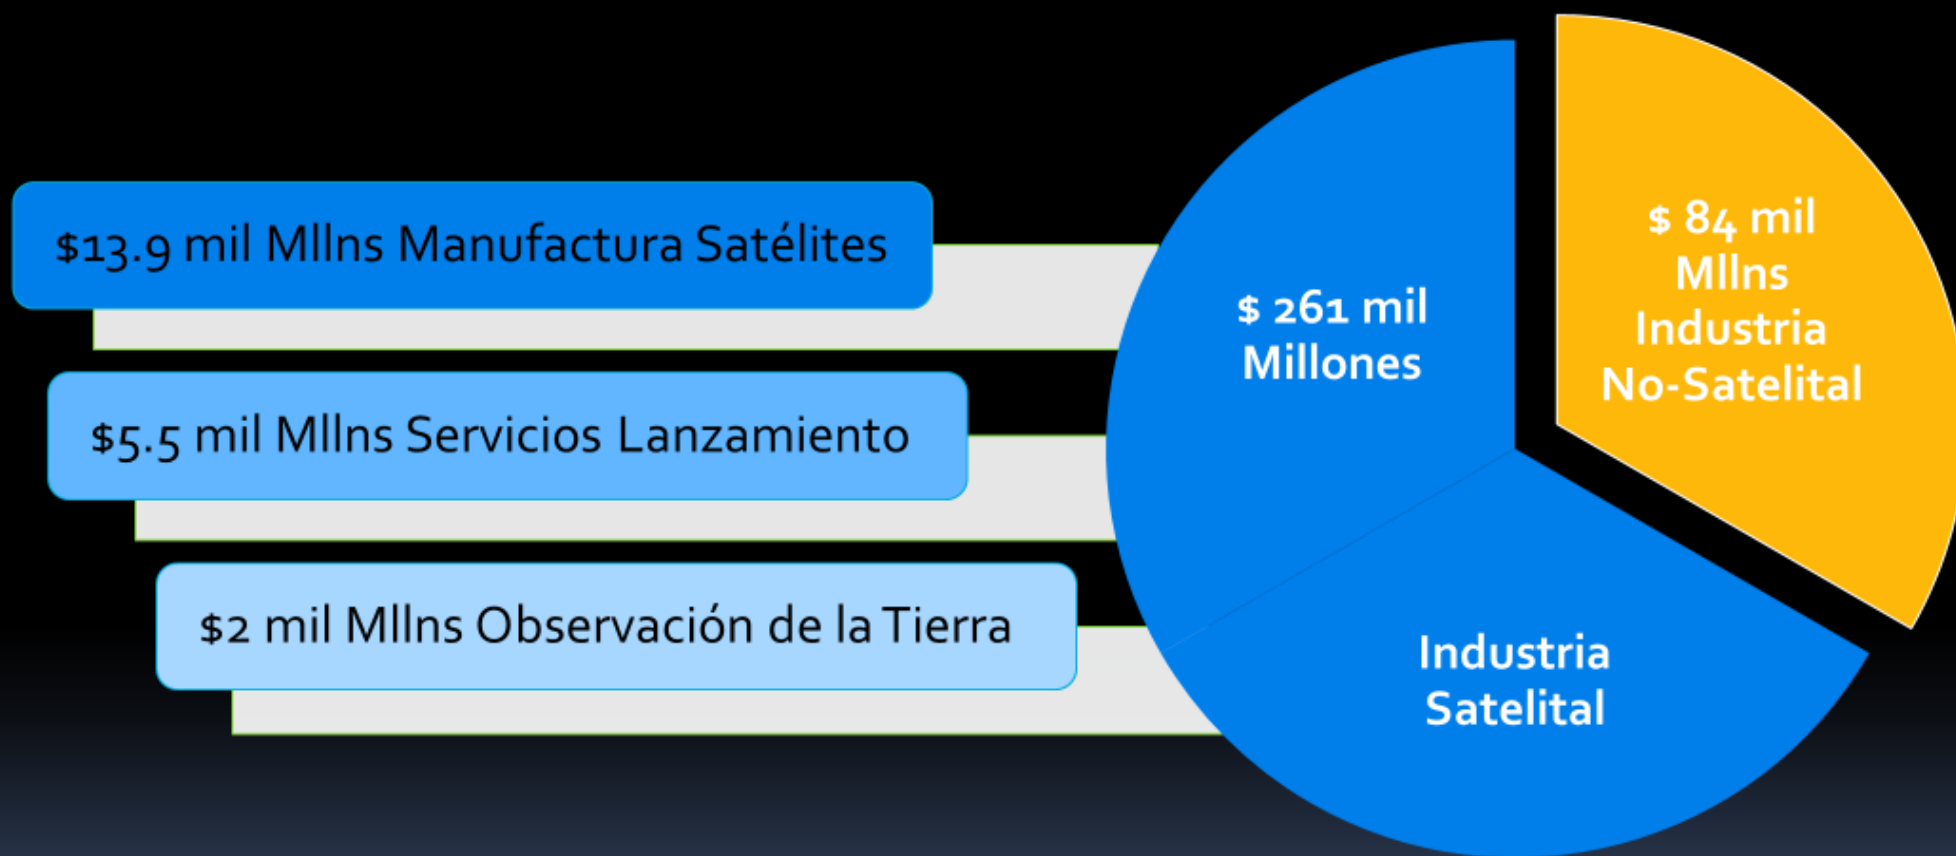 $13.9 mil Mllns Manufactura Satélites
$5.5 mil Mllns Servicios Lanzamiento
$2 mil Mllns Observación de la Tierra
$ 261 mil
Millones
Industria
Satelital
$ 84 mil
Mllns
Industria
No-Satelital